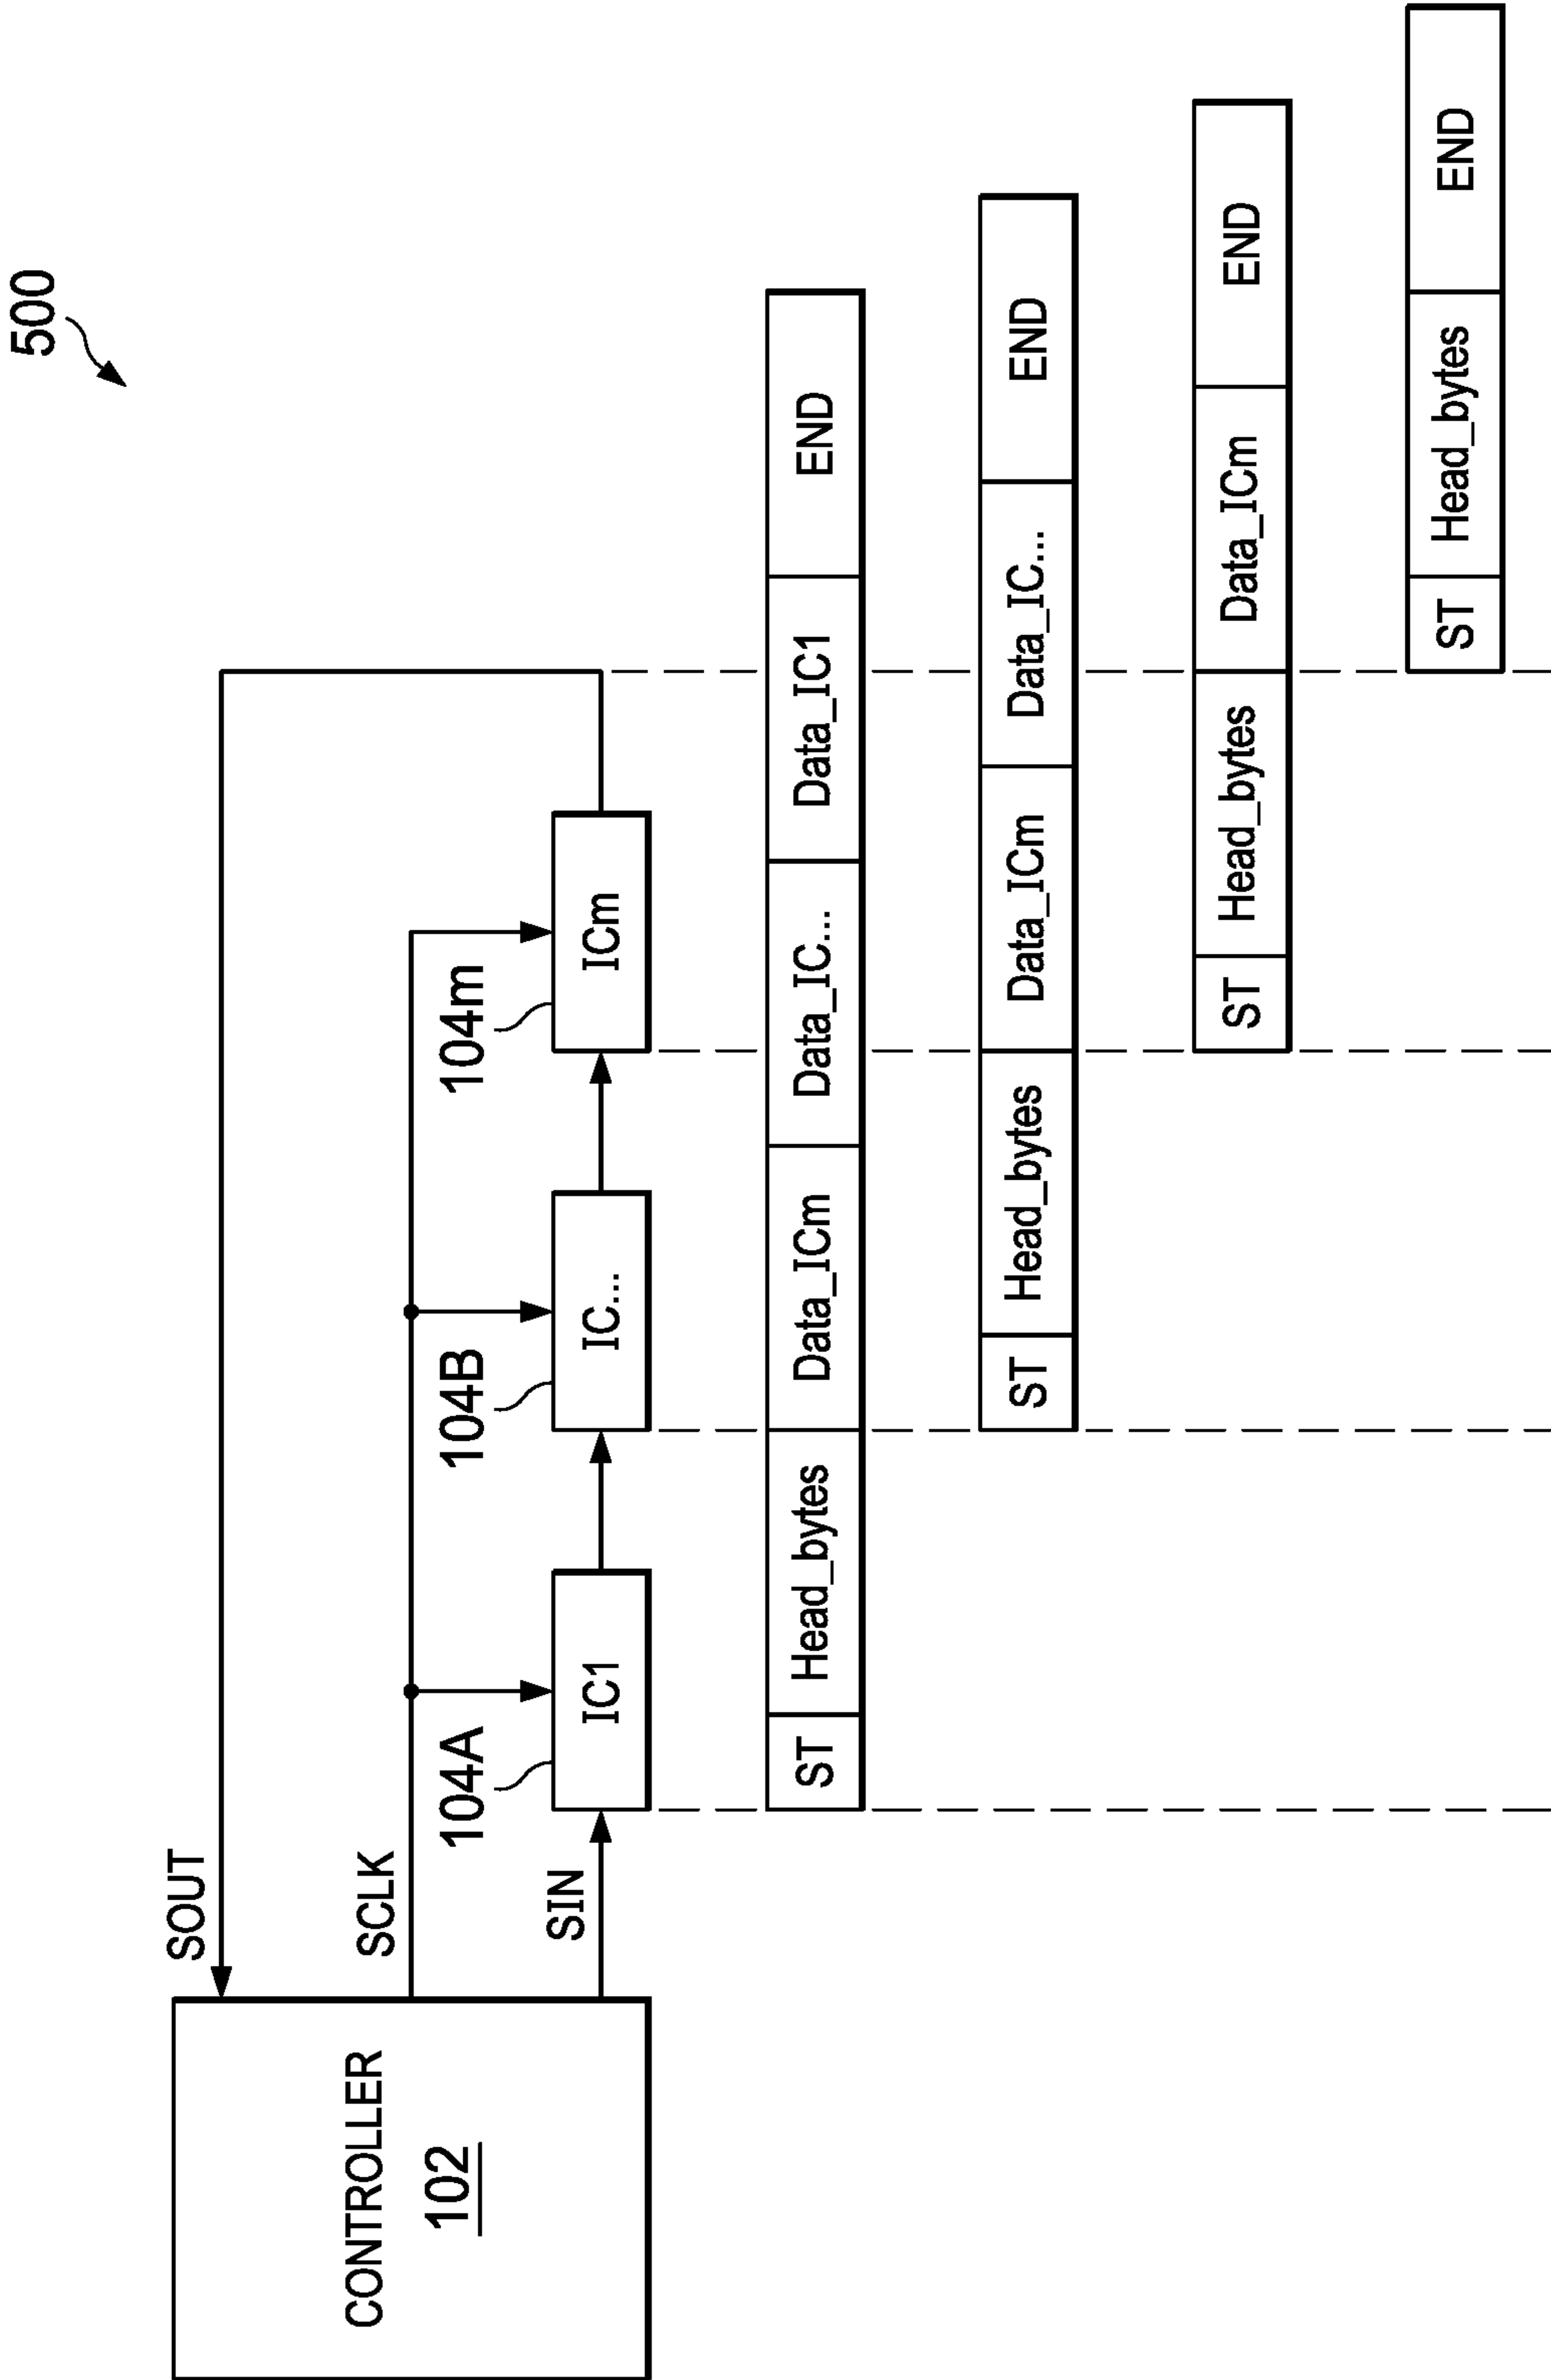 500
SOUT
SCLK
SIN
CONTROLLER
102
104A
104B
104m
IC1
IC...
ICm
ST
Head_bytes
Data_ICm
Data_IC...
Data_IC1
END
ST
Head_bytes
Data_ICm
Data_IC...
END
ST
Head_bytes
Data_ICm
END
ST
Head_bytes
END